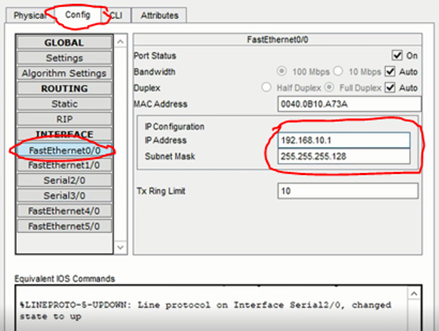 Physical Config CLI Attributes
GLOBAL
Settings
Algorithm Settings
ROUTING
Static
RIP
INTERFACE
FastEthernet0/0
FastEthernet1/0
Serial2/0
Serial3/0
FastEthernet4/0
FastEthernet5/0
FastEthernet0/0
Port Status On
Bandwidth 100 Mbps 10 Mbps Auto
Duplex Half Duplex Full Duplex Auto
MAC Address 0040.0B10.A73A
IP Configuration
IP Address 192.168.10.1
Subnet Mask 255.255.255.128
Tx Ring Limit 10
Equivalent IOS Commands
%LINEPROTO-5-UPDOWN: Line protocol on Interface Serial2/0, changed
state to up